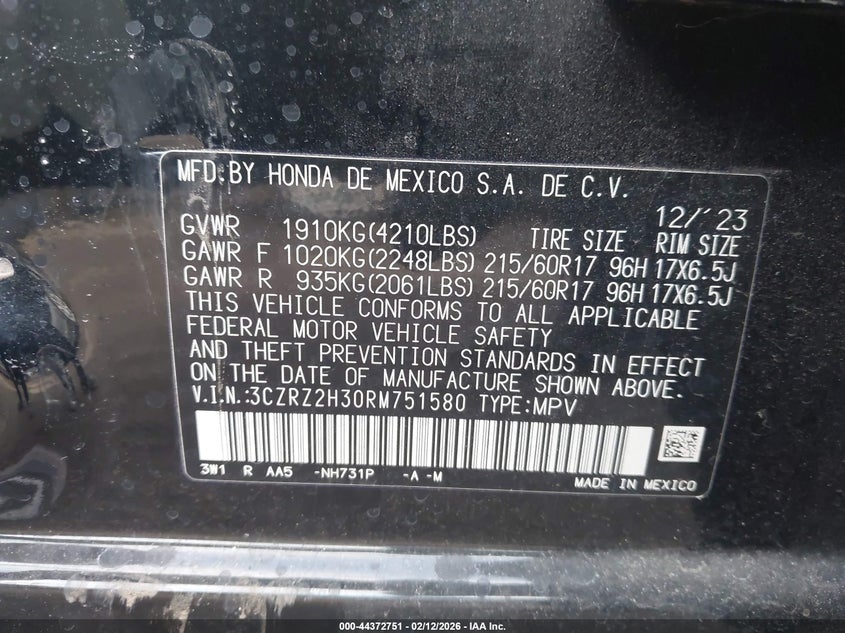 MFD.BY HONDA DE MEXICO S.A. DE C.V.
12/'23
GVWR 1910KG(4210LBS) TIRE SIZE RIM SIZE
GAWR F 1020KG(2248LBS) 215/60R17 96H 17X6.5J
GAWR R 935KG(2061LBS) 215/60R17 96H 17X6.5J
THIS VEHICLE CONFORMS TO ALL APPLICABLE
FEDERAL MOTOR VEHICLE SAFETY
AND THEFT PREVENTION STANDARDS IN EFFECT
ON THE DATE OF MANUFACTURE SHOWN ABOVE.
V.I.N.:3CZRZ2H30RM751580 TYPE:MPV
3W1 R AA5 -NH731P -A -M
MADE IN MEXICO
000-44372751 - 02/12/2026 - IAA Inc.